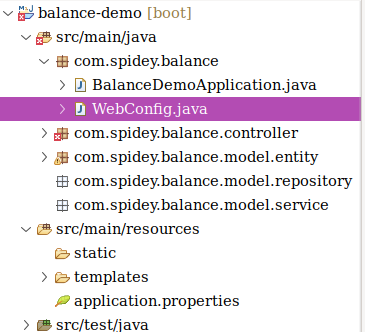 balance-demo [boot]
src/main/java
com.spidey.balance
BalanceDemoApplication.java
WebConfig.java
com.spidey.balance.controller
com.spidey.balance.model.entity
com.spidey.balance.model.repository
com.spidey.balance.model.service
src/main/resources
static
templates
application.properties
src/test/java